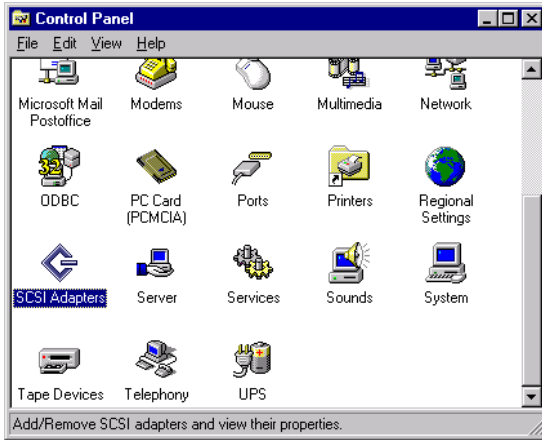 Control Panel
File Edit View Help
Microsoft Mail Postoffice
Modems
Mouse
Multimedia
Network
32
ODBC
PC Card (PCMCIA)
Ports
Printers
Regional Settings
SCSI Adapters
Server
Services
Sounds
System
Tape Devices
Telephony
UPS
Add/Remove SCSI adapters and view their properties.